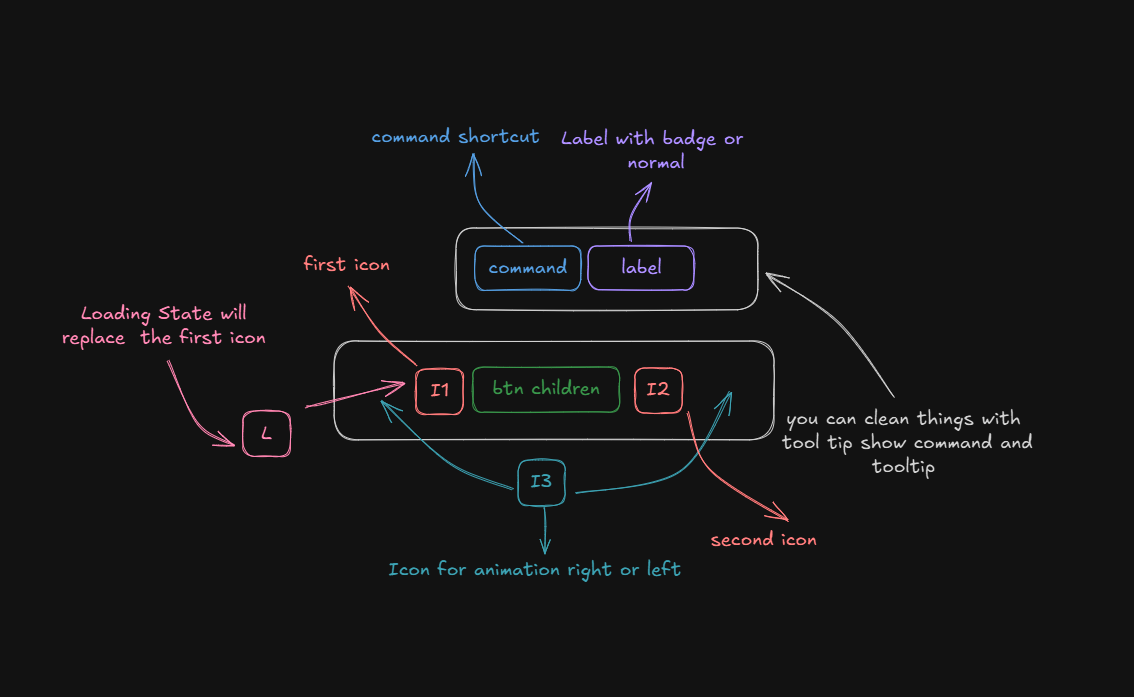 command shortcut
Label with badge or
normal
command
label
first icon
Loading State will
replace  the first icon
I1
btn children
I2
L
you can clean things with
tool tip show command and
tooltip
I3
second icon
Icon for animation right or left